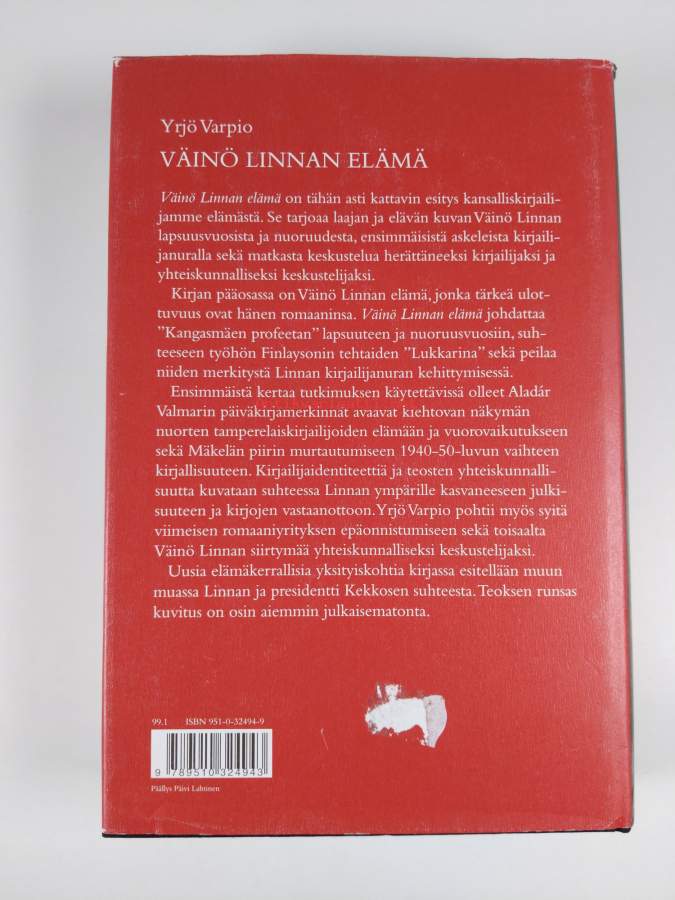 Yrjö Varpio
VÄINÖ LINNAN ELÄMÄ
Väinö Linnan elämä on tähän asti kattavin esitys kansalliskirjaili-
jamme elämästä. Se tarjoaa laajan ja elävän kuvan Väinö Linnan
lapsuusvuosista ja nuoruudesta, ensimmäisistä askeleista kirjaili-
januralla sekä matkasta keskustelua herättäneeksi kirjailijaksi ja
yhteiskunnalliseksi keskustelijaksi.
Kirjan pääosassa on Väinö Linnan elämä, jonka tärkeä ulot-
tuvuus ovat hänen romaaninsa. Väinö Linnan elämä johdattaa
"Kangasmäen profeetan" lapsuuteen ja nuoruusvuosiin, suh-
teeseen työhön Finlaysonin tehtaiden "Lukkarina" sekä peilaa
niiden merkitystä Linnan kirjailijanuran kehittymisessä.
Ensimmäistä kertaa tutkimuksen käytettävissä olleet Aladár
Valmarin päiväkirjamerkinnat avaavat kiehtovan näkymän
nuorten tamperelaiskirjailijoiden elämään ja vuorovaikutukseen
sekä Mäkelän piirin murtautumiseen 1940–50-luvun vaihteen
kirjallisuuteen. Kirjailijaidentiteettiä ja teosten yhteiskunnalli-
suutta kuvataan suhteessa Linnan ympärille kasvaneeseen julki-
suuteen ja kirjojen vastaanottoon. Yrjö Varpio pohtii myös syitä
viimeisen romaaniyrityksen epäonnistumiseen sekä toisaalta
Väinö Linnan siirtymää yhteiskunnalliseksi keskustelijaksi.
Uusia elämäkerrallisia yksityiskohtia kirjassa esitellään muun
muassa Linnan ja presidentti Kekkosen suhteesta. Teoksen runsas
kuvitus on osin aiemmin julkaisematonta.
99.1 ISBN 951-0-32494-9
9 789510 324943
Päällys Päivi Lahtinen